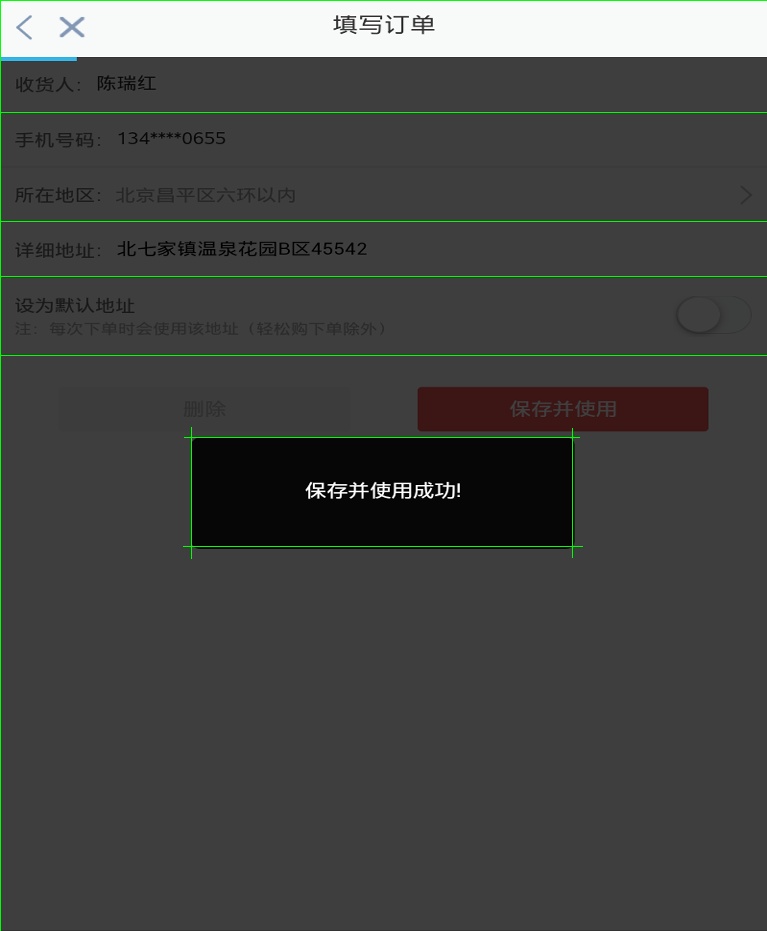 填写订单
收货人: 陈瑞红
手机号码: 134****0655
所在地区: 北京昌平区六环以内
详细地址: 北七家镇温泉花园B区45542
设为默认地址
注: 每次下单时会使用该地址（轻松购下单除外）
删除 保存并使用
保存并使用成功!